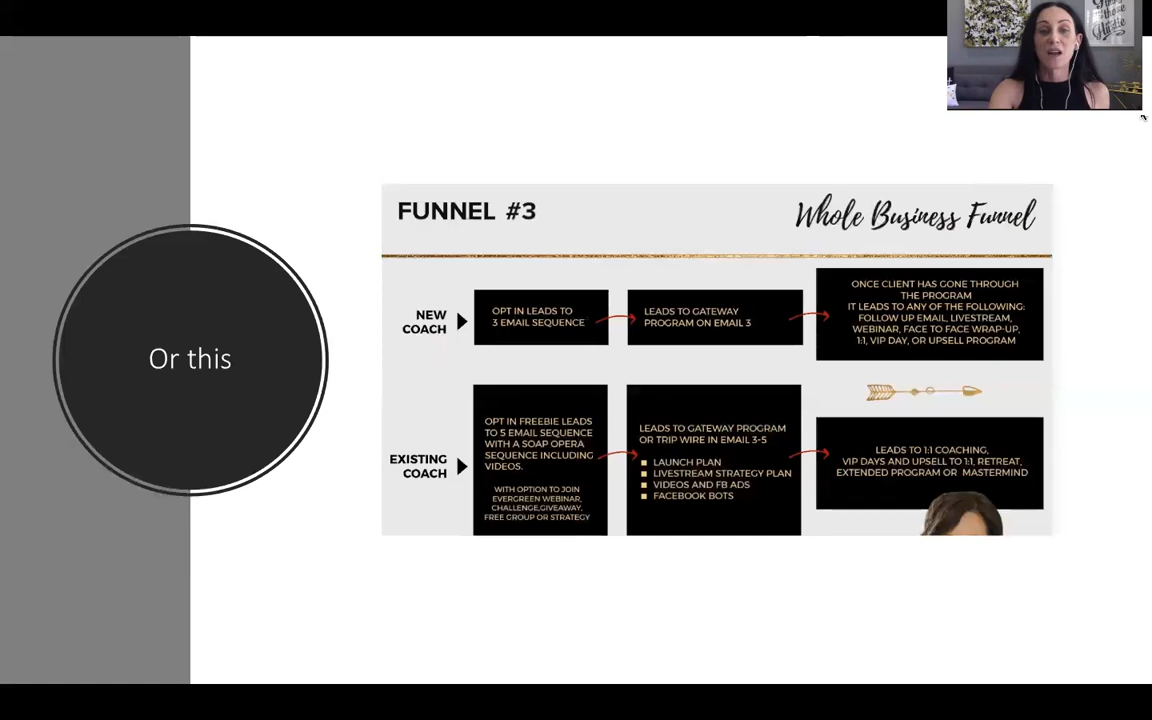 Or this
FUNNEL #3
Whole Business Funnel
NEW
COACH
OPT IN LEADS TO
3 EMAIL SEQUENCE
LEADS TO GATEWAY
PROGRAM ON EMAIL 3
ONCE CLIENT HAS GONE THROUGH
THE PROGRAM
IT LEADS TO ANY OF THE FOLLOWING:
FOLLOW UP EMAIL, LIVESTREAM,
WEBINAR, FACE TO FACE WRAP-UP,
1:1, VIP DAY, OR UPSELL PROGRAM
EXISTING
COACH
OPT IN FREEBIE LEADS
TO 5 EMAIL SEQUENCE
WITH A SOAP OPERA
SEQUENCE INCLUDING
VIDEOS.
WITH OPTION TO JOIN
EVERGREEN WEBINAR,
CHALLENGE,GIVEAWAY,
FREE GROUP OR STRATEGY
LEADS TO GATEWAY PROGRAM
OR TRIP WIRE IN EMAIL 3-5
LAUNCH PLAN
LIVESTREAM STRATEGY PLAN
VIDEOS AND FB ADS
FACEBOOK BOTS
LEADS TO 1:1 COACHING,
VIP DAYS AND UPSELL TO 1:1, RETREAT,
EXTENDED PROGRAM OR MASTERMIND